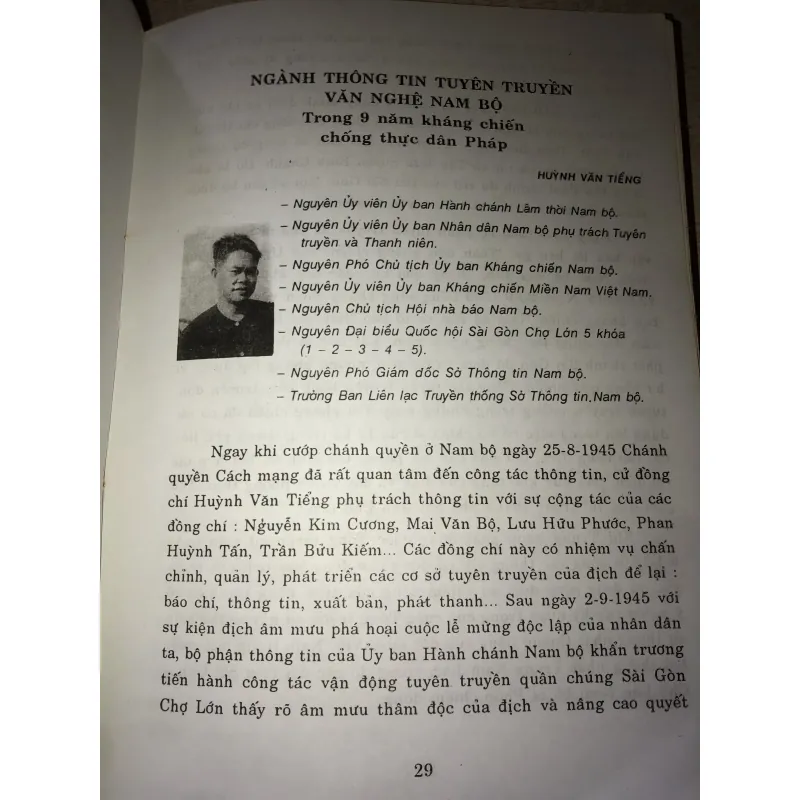 NGÀNH THÔNG TIN TUYÊN TRUYỀN
VĂN NGHỆ NAM BỘ
Trong 9 năm kháng chiến
chống thực dân Pháp
HUỲNH VĂN TIỂNG
– Nguyên Ủy viên Ủy ban Hành chánh Lâm thời Nam bộ.
– Nguyên Ủy viên Ủy ban Nhân dân Nam bộ phụ trách Tuyên
truyền và Thanh niên.
– Nguyên Phó Chủ tịch Ủy ban Kháng chiến Nam bộ.
– Nguyên Ủy viên Ủy ban Kháng chiến Miền Nam Việt Nam.
– Nguyên Chủ tịch Hội nhà báo Nam bộ.
– Nguyên Đại biểu Quốc hội Sài Gòn Chợ Lớn 5 khóa
(1 – 2 – 3 – 4 – 5).
– Nguyên Phó Giám đốc Sở Thông tin Nam bộ.
– Trưởng Ban Liên lạc Truyền thống Sở Thông tin Nam bộ.
Ngay khi cướp chánh quyền ở Nam bộ ngày 25-8-1945 Chánh
quyền Cách mạng đã rất quan tâm đến công tác thông tin, cử đồng
chí Huỳnh Văn Tiểng phụ trách thông tin với sự cộng tác của các
đồng chí : Nguyễn Kim Cương, Mai Văn Bộ, Lưu Hữu Phước, Phan
Huỳnh Tấn, Trần Bửu Kiếm... Các đồng chí này có nhiệm vụ chấn
chỉnh, quản lý, phát triển các cơ sở tuyên truyền của địch để lại :
báo chí, thông tin, xuất bản, phát thanh... Sau ngày 2-9-1945 với
sự kiện địch âm mưu phá hoại cuộc lễ mừng độc lập của nhân dân
ta, bộ phận thông tin của Ủy ban Hành chánh Nam bộ khẩn trương
tiến hành công tác vận động tuyên truyền quần chúng Sài Gòn
Chợ Lớn thấy rõ âm mưu thâm độc của địch và nâng cao quyết
29